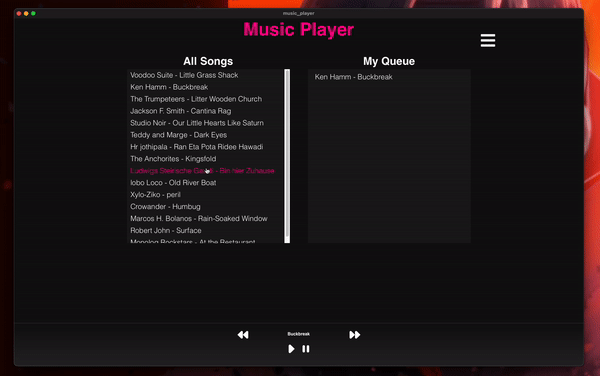 music_player
Music Player
All Songs
Voodoo Suite - Little Grass Shack
Ken Hamm - Buckbreak
The Trumpeteers - Litter Wooden Church
Jackson F. Smith - Cantina Rag
Studio Noir - Our Little Hearts Like Saturn
Teddy and Marge - Dark Eyes
Hr jothipala - Ran Eta Pota Ridee Hawadi
The Anchorites - Kingsfold
Ludwigs Steirische - Bin hier Zuhause
lobo Loco - Old River Boat
Xylo-Ziko - peril
Crowander - Humbug
Marcos H. Bolanos - Rain-Soaked Window
Robert John - Surface
Monolog Rockstars - At the Restaurant
My Queue
Ken Hamm - Buckbreak
Buckbreak